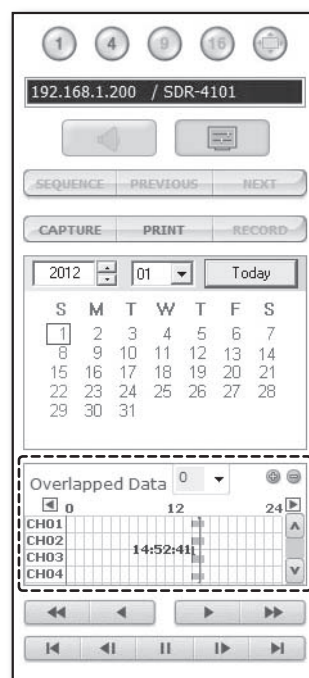 1 4 9 16
192.168.1.200 / SDR-4101
SEQUENCE PREVIOUS NEXT
CAPTURE PRINT RECORD
2012 01 Today
S M T W T F S
1 2 3 4 5 6 7
8 9 10 11 12 13 14
15 16 17 18 19 20 21
22 23 24 25 26 27 28
29 30 31
Overlapped Data 0
0 12 24
CH01
CH02
14:52:41
CH03
CH04